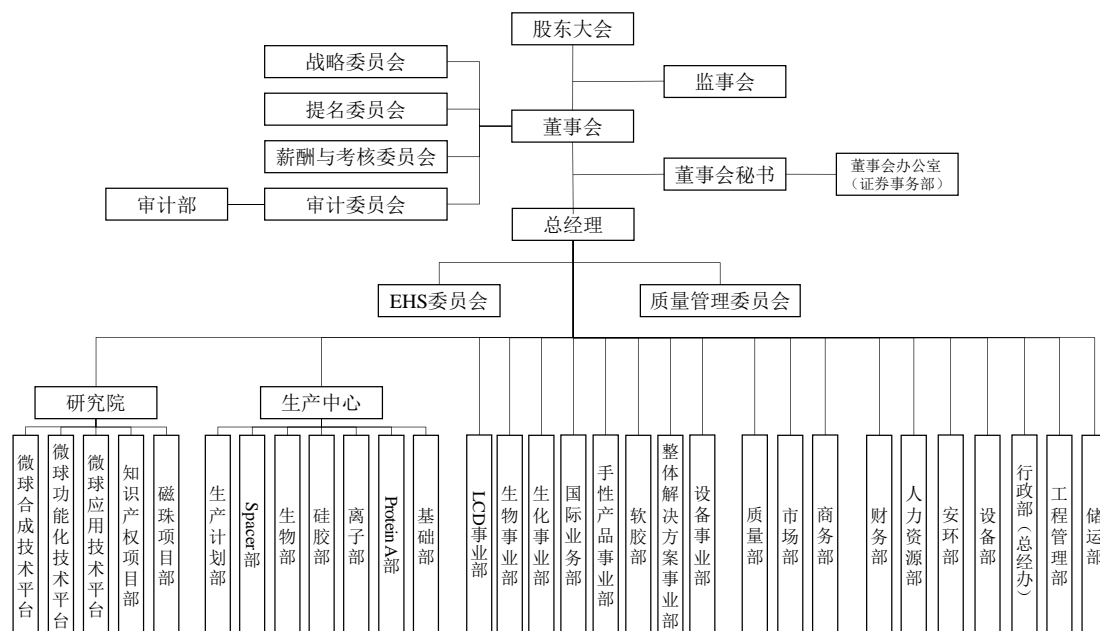 股东大会
战略委员会
监事会
提名委员会
董事会
薪酬与考核委员会
董事会秘书
董事会办公室
（证券事务部）
审计部
审计委员会
总经理
EHS委员会
质量管理委员会
研究院
生产中心
微球合成技术平台
微球功能化技术平台
微球应用技术平台
知识产权项目部
磁珠项目部
生产计划部
Spacer部
生物部
硅胶部
离子部
Protein A部
基础部
LCD事业部
生物事业部
生化事业部
国际业务部
手性产品事业部
软胶部
整体解决方案事业部
设备事业部
质量部
市场部
商务部
财务部
人力资源部
安环部
设备部
行政部（总经办）
工程管理部
储运部